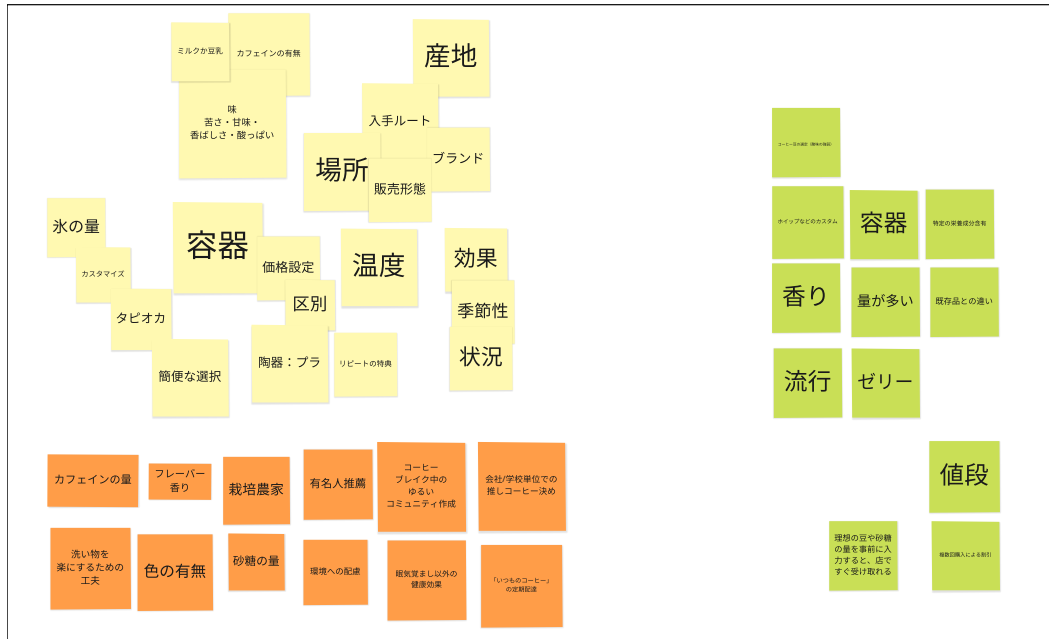 ミルクか豆乳
カフェインの有無
味
苦さ・甘味・
香ばしさ・酸っぱい
産地
入手ルート
ブランド
場所
販売形態
氷の量
カスタマイズ
タピオカ
簡便な選択
容器
価格設定
区別
陶器：プラ
リピートの特典
温度
効果
季節性
状況
コーヒー豆の選定（酸味の強弱）
ホイップなどのカスタム
容器
特定の栄養成分含有
香り
量が多い
既存品との違い
流行
ゼリー
カフェインの量
フレーバー
香り
栽培農家
有名人推薦
コーヒー
ブレイク中の
ゆるい
コミュニティ作成
会社/学校単位での
推しコーヒー決め
洗い物を
楽にするための
工夫
色の有無
砂糖の量
環境への配慮
眠気覚まし以外の
健康効果
「いつものコーヒー」
の定期配達
値段
理想の豆や砂糖
の量を事前に入
力すると、店で
すぐ受け取れる
複数回購入による割引